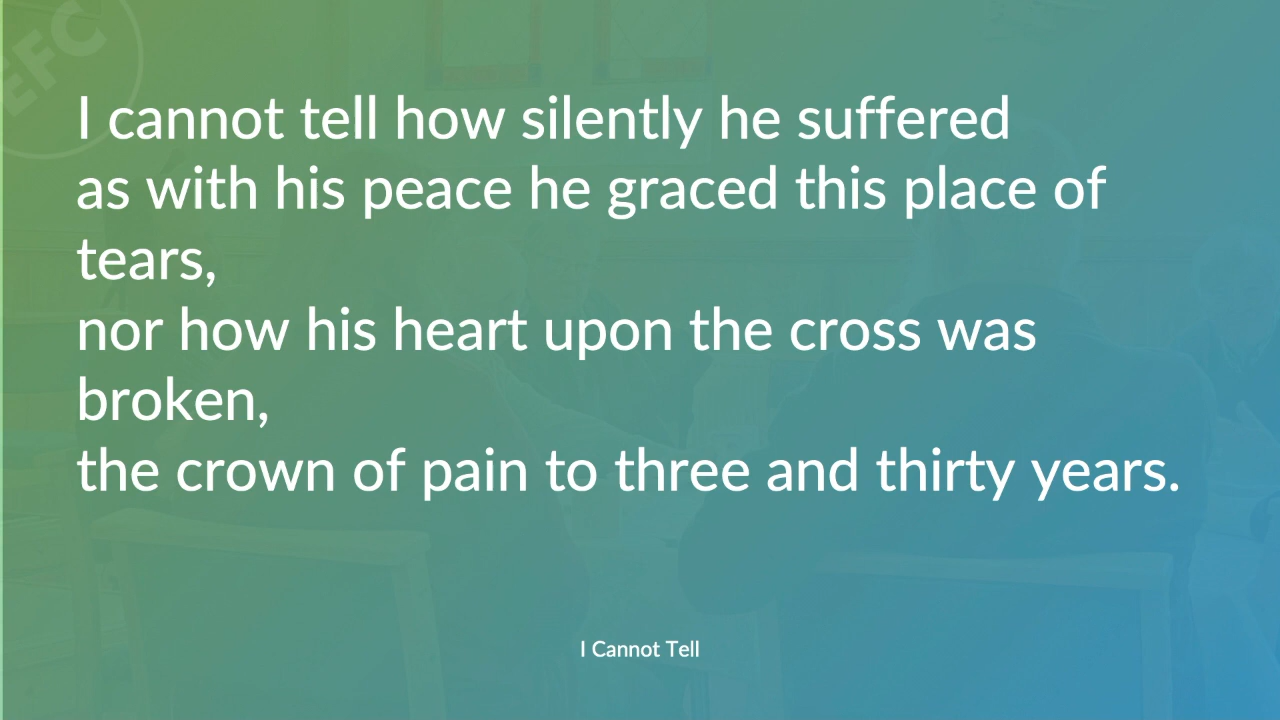 EFC
I cannot tell how silently he suffered
as with his peace he graced this place of
tears,
nor how his heart upon the cross was
broken,
the crown of pain to three and thirty years.
I Cannot Tell